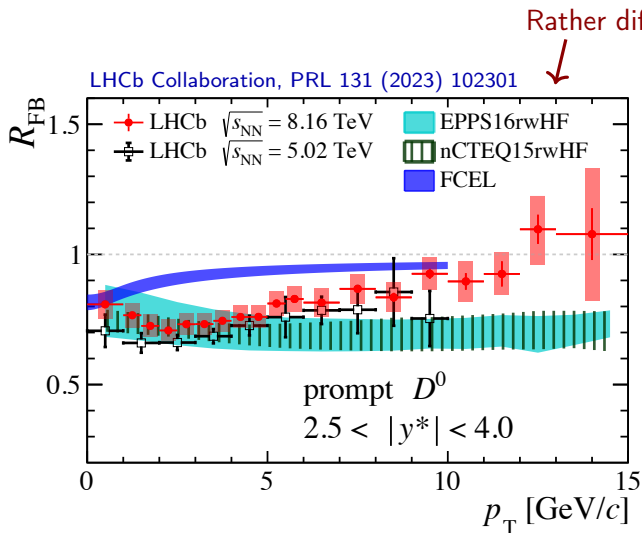 Rather dif
LHCb Collaboration, PRL 131 (2023) 102301
R_FB
1.5
1
0.5
LHCb √s_NN = 8.16 TeV
LHCb √s_NN = 5.02 TeV
EPPS16rwHF
nCTEQ15rwHF
FCEL
prompt D⁰
2.5 < |y*| < 4.0
0 5 10 15
p_T [GeV/c]